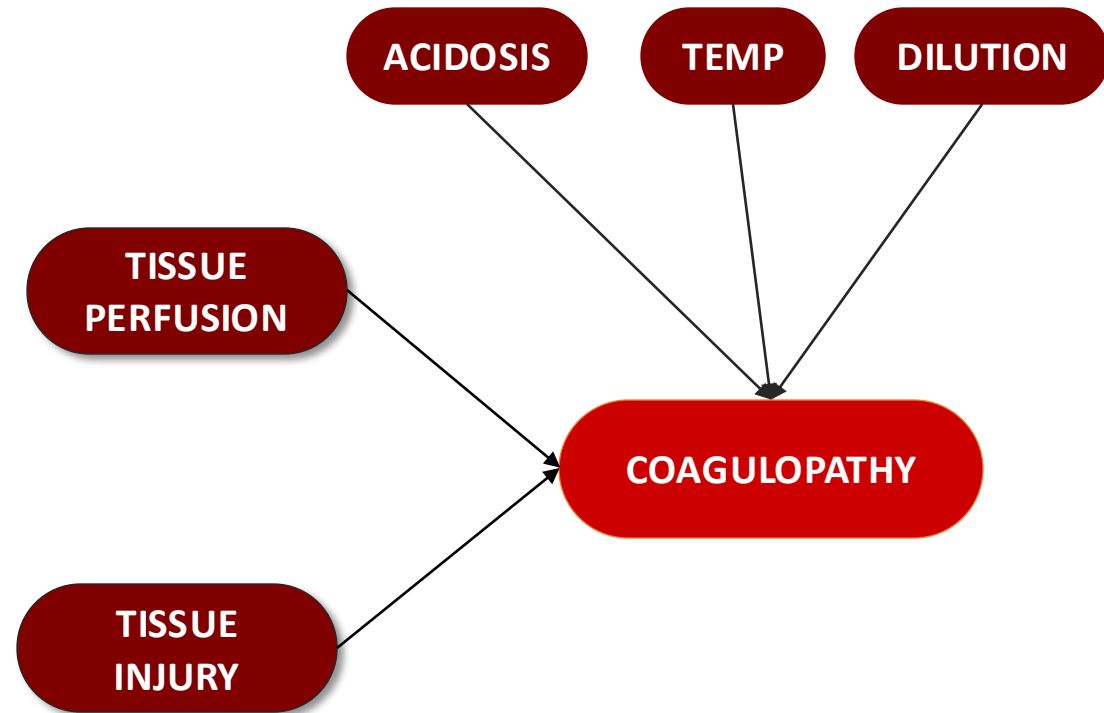 ACIDOSIS
TEMP
DILUTION
TISSUE
PERFUSION
COAGULOPATHY
TISSUE
INJURY